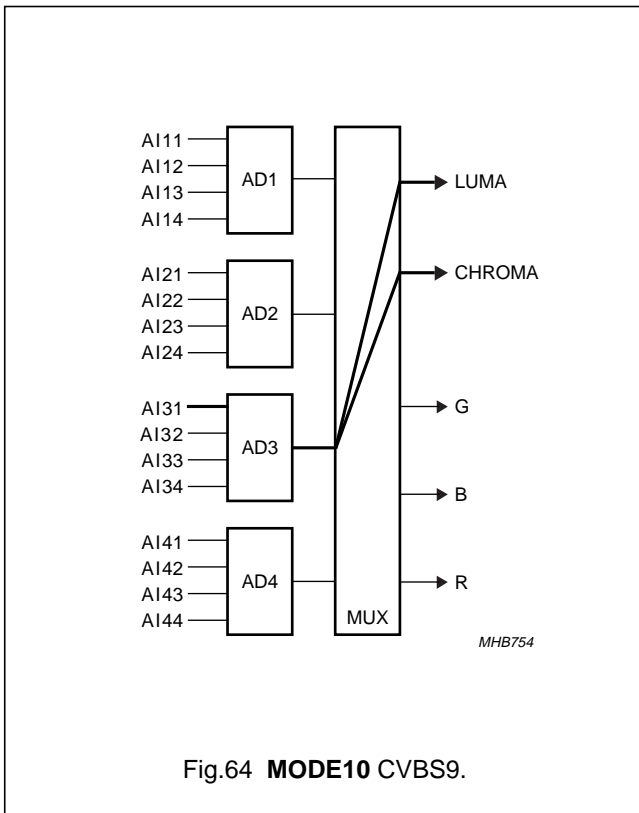 AI11
AI12
AI13
AI14
AD1
AI21
AI22
AI23
AI24
AD2
AI31
AI32
AI33
AI34
AD3
AI41
AI42
AI43
AI44
AD4
MUX
LUMA
CHROMA
G
B
R
MHB754
Fig.64 MODE10 CVBS9.